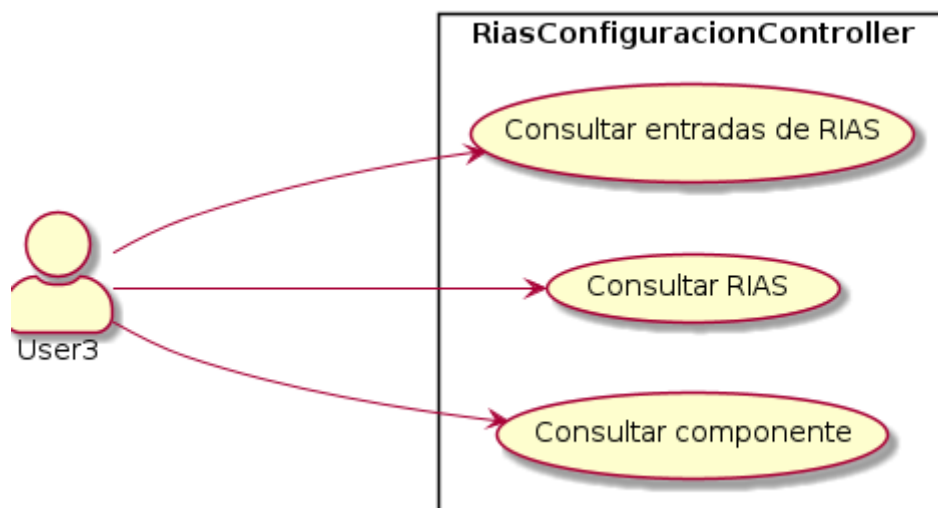 RiasConfiguracionController
Consultar entradas de RIAS
Consultar RIAS
User3
Consultar componente